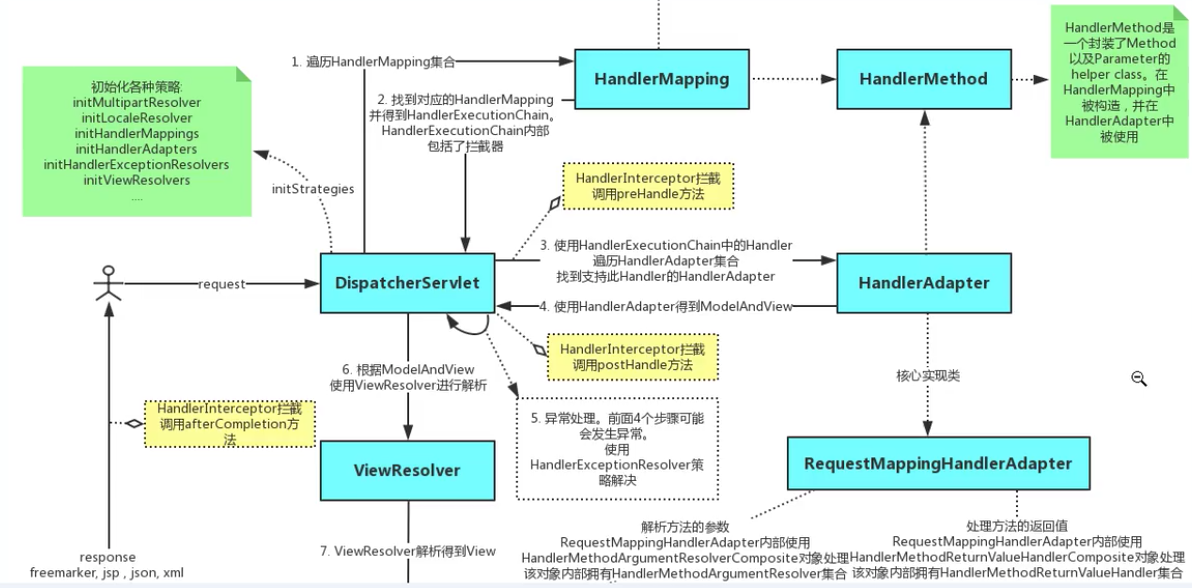 HandlerMethod是
一个封装了Method
以及Parameter的
helper class。在
HandlerMapping中
被构造，并在
HandlerAdapter中
被使用
1. 遍历HandlerMapping集合
HandlerMapping
HandlerMethod
初始化各种策略:
initMultipartResolver
initLocaleResolver
initHandlerMappings
initHandlerAdapters
initHandlerExceptionResolvers
initViewResolvers
....
2. 找到对应的HandlerMapping
并得到HandlerExecutionChain。
HandlerExecutionChain内部
包括了拦截器
initStrategies
HandlerInterceptor拦截
调用preHandle方法
3. 使用HandlerExecutionChain中的Handler
遍历HandlerAdapter集合
找到支持此Handler的HandlerAdapter
request
DispatcherServlet
HandlerAdapter
4. 使用HandlerAdapter得到ModelAndView
HandlerInterceptor拦截
调用postHandle方法
6. 根据ModelAndView
使用ViewResolver进行解析
核心实现类
HandlerInterceptor拦截
调用afterCompletion方
法
5. 异常处理。前面4个步骤可能
会发生异常。
使用
HandlerExceptionResolver策
略解决
ViewResolver
RequestMappingHandlerAdapter
7. ViewResolver解析得到View
response
freemarker, jsp , json, xml
解析方法的参数
RequestMappingHandlerAdapter内部使用
HandlerMethodArgumentResolverComposite对象处理
该对象内部拥有HandlerMethodArgumentResolver集合
处理方法的返回值
RequestMappingHandlerAdapter内部使用
HandlerMethodReturnValueHandlerComposite对象处理
该对象内部拥有HandlerMethodReturnValueHandler集合